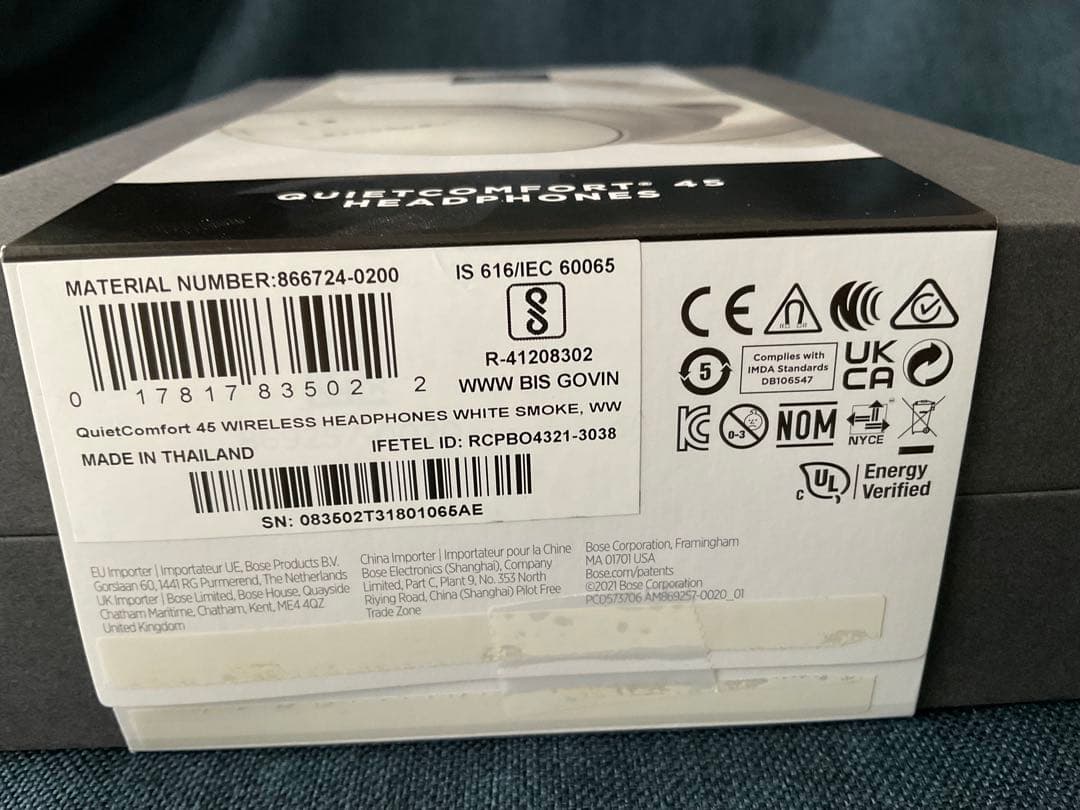 QUIETCOMFORT® 45
HEADPHONES
MATERIAL NUMBER:866724-0200
IS 616/IEC 60065
R-41208302
WWW BIS GOVIN
0 17817 83502 2
QuietComfort 45 WIRELESS HEADPHONES WHITE SMOKE, WW
MADE IN THAILAND
IFETEL ID: RCPBO4321-3038
SN: 083502T31801065AE
CE
5
Complies with
IMDA Standards
DB106547
UK
CA
0-3
NOM
NYCE
c UL
Energy
Verified
EU Importer | Importateur UE, Bose Products B.V.
Gorslaan 60, 1441 RG Purmerend, The Netherlands
UK Importer | Bose Limited, Bose House, Quayside
Chatham Maritime, Chatham, Kent, ME4 4QZ
United Kingdom
China Importer | Importateur pour la Chine
Bose Electronics (Shanghai), Company
Limited, Part C, Plant 9, No. 353 North
Riying Road, China (Shanghai) Pilot Free
Trade Zone
Bose Corporation, Framingham
MA 01701 USA
Bose.com/patents
©2021 Bose Corporation
PCD573706 AM869257-0020_01